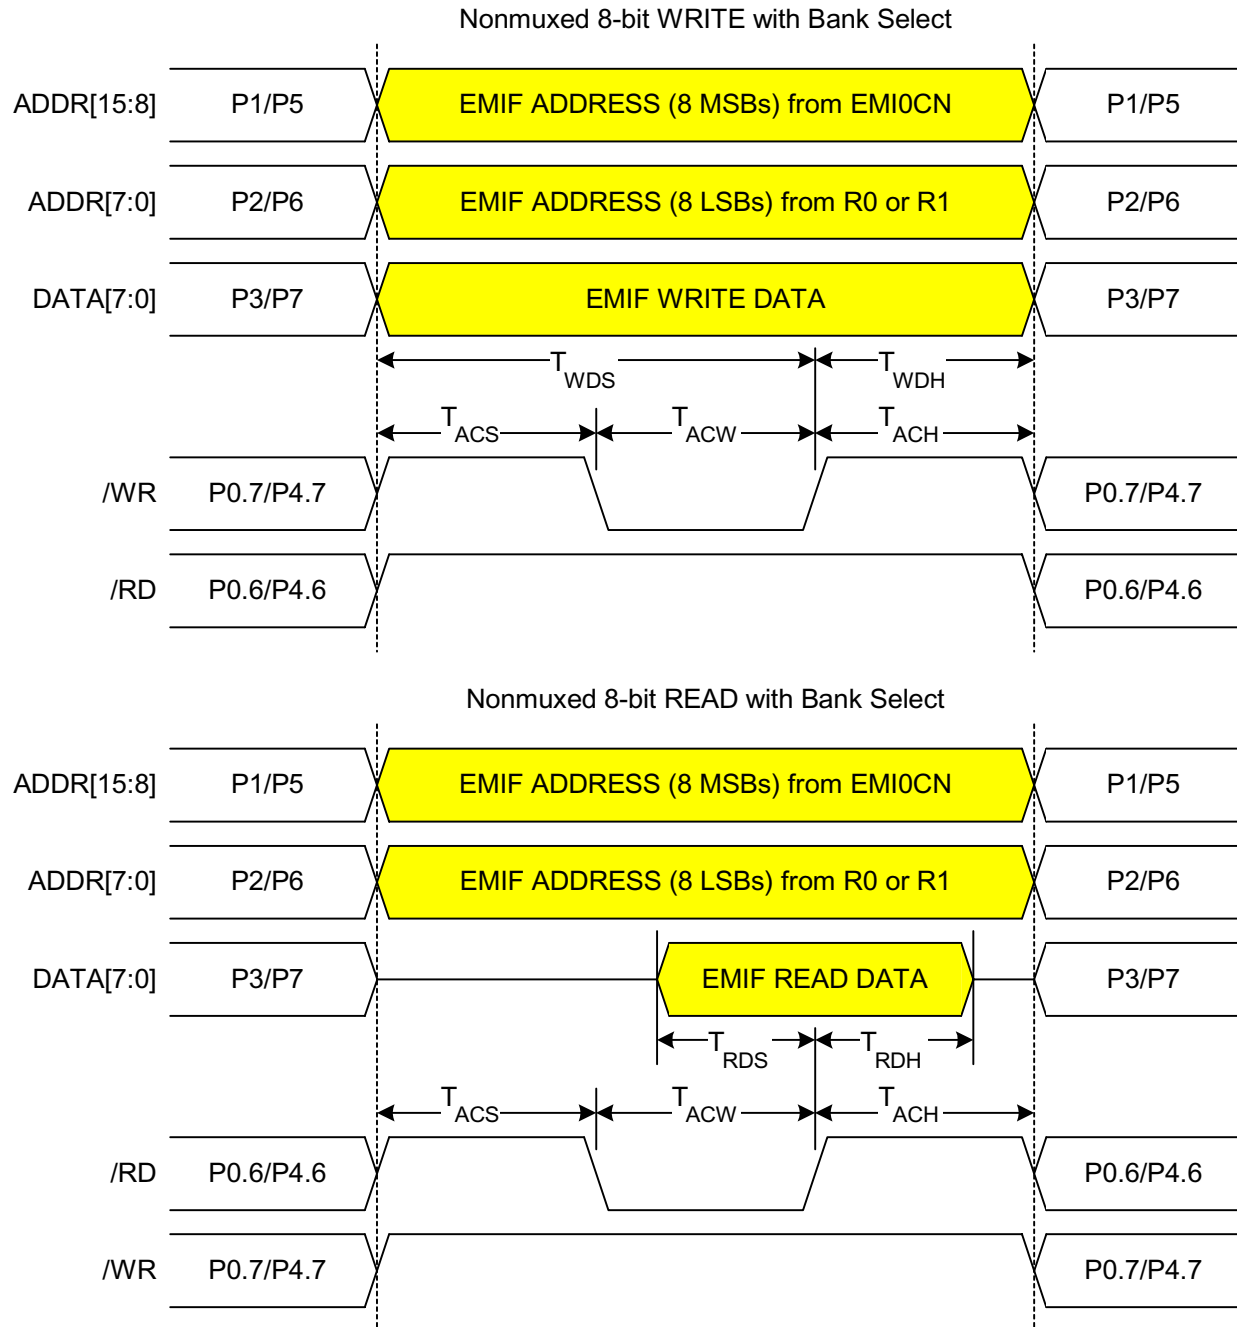 Nonmuxed 8-bit WRITE with Bank Select
ADDR[15:8] P1/P5 EMIF ADDRESS (8 MSBs) from EMI0CN P1/P5
ADDR[7:0] P2/P6 EMIF ADDRESS (8 LSBs) from R0 or R1 P2/P6
DATA[7:0] P3/P7 EMIF WRITE DATA P3/P7
TWDS TWDH
TACS TACW TACH
/WR P0.7/P4.7 P0.7/P4.7
/RD P0.6/P4.6 P0.6/P4.6
Nonmuxed 8-bit READ with Bank Select
ADDR[15:8] P1/P5 EMIF ADDRESS (8 MSBs) from EMI0CN P1/P5
ADDR[7:0] P2/P6 EMIF ADDRESS (8 LSBs) from R0 or R1 P2/P6
DATA[7:0] P3/P7 EMIF READ DATA P3/P7
TRDS TRDH
TACS TACW TACH
/RD P0.6/P4.6 P0.6/P4.6
/WR P0.7/P4.7 P0.7/P4.7